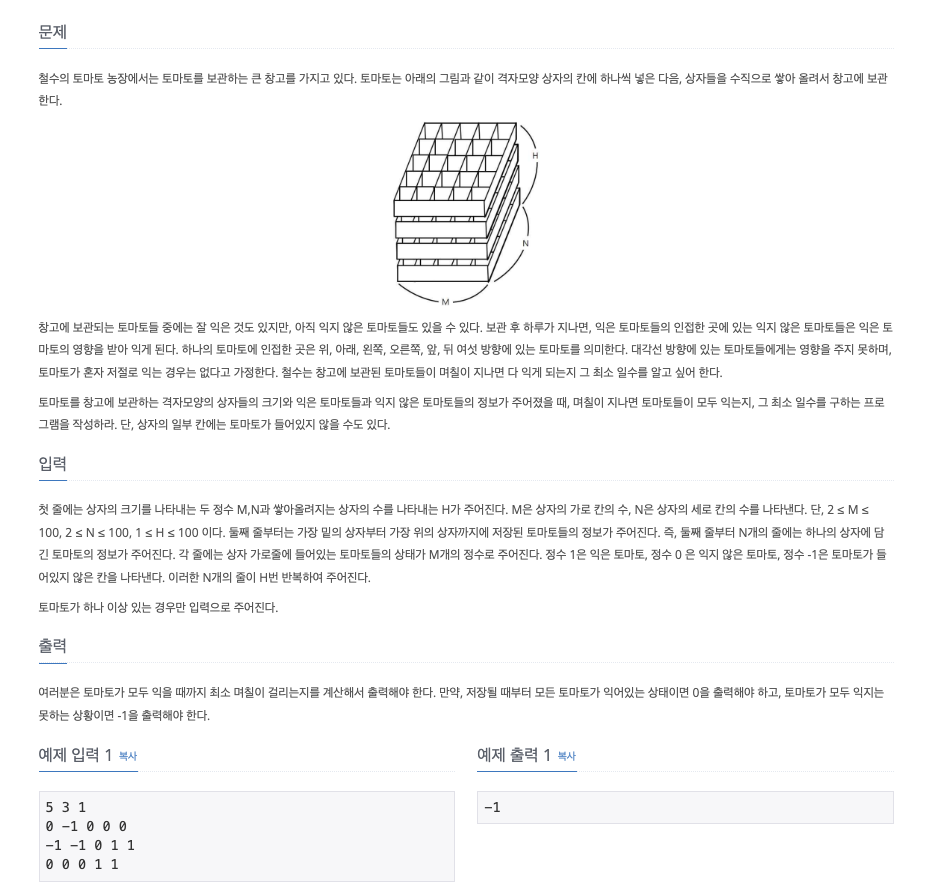 문제
철수의 토마토 농장에서는 토마토를 보관하는 큰 창고를 가지고 있다. 토마토는 아래의 그림과 같이 격자모양 상자의 칸에 하나씩 넣은 다음, 상자들을 수직으로 쌓아 올려서 창고에 보관
한다.
H
N
M
창고에 보관되는 토마토들 중에는 잘 익은 것도 있지만, 아직 익지 않은 토마토들도 있을 수 있다. 보관 후 하루가 지나면, 익은 토마토들의 인접한 곳에 있는 익지 않은 토마토들은 익은 토
마토의 영향을 받아 익게 된다. 하나의 토마토에 인접한 곳은 위, 아래, 왼쪽, 오른쪽, 앞, 뒤 여섯 방향에 있는 토마토를 의미한다. 대각선 방향에 있는 토마토들에게는 영향을 주지 못하며,
토마토가 혼자 저절로 익는 경우는 없다고 가정한다. 철수는 창고에 보관된 토마토들이 며칠이 지나면 다 익게 되는지 그 최소 일수를 알고 싶어 한다.
토마토를 창고에 보관하는 격자모양의 상자들의 크기와 익은 토마토들과 익지 않은 토마토들의 정보가 주어졌을 때, 며칠이 지나면 토마토들이 모두 익는지, 그 최소 일수를 구하는 프로
그램을 작성하라. 단, 상자의 일부 칸에는 토마토가 들어있지 않을 수도 있다.
입력
첫 줄에는 상자의 크기를 나타내는 두 정수 M,N과 쌓아올려지는 상자의 수를 나타내는 H가 주어진다. M은 상자의 가로 칸의 수, N은 상자의 세로 칸의 수를 나타낸다. 단, 2 ≤ M ≤
100, 2 ≤ N ≤ 100, 1 ≤ H ≤ 100 이다. 둘째 줄부터는 가장 밑의 상자부터 가장 위의 상자까지에 저장된 토마토들의 정보가 주어진다. 즉, 둘째 줄부터 N개의 줄에는 하나의 상자에 담
긴 토마토의 정보가 주어진다. 각 줄에는 상자 가로줄에 들어있는 토마토들의 상태가 M개의 정수로 주어진다. 정수 1은 익은 토마토, 정수 0 은 익지 않은 토마토, 정수 -1은 토마토가 들
어있지 않은 칸을 나타낸다. 이러한 N개의 줄이 H번 반복하여 주어진다.
토마토가 하나 이상 있는 경우만 입력으로 주어진다.
출력
여러분은 토마토가 모두 익을 때까지 최소 며칠이 걸리는지를 계산해서 출력해야 한다. 만약, 저장될 때부터 모든 토마토가 익어있는 상태이면 0을 출력해야 하고, 토마토가 모두 익지는
못하는 상황이면 -1을 출력해야 한다.
예제 입력 1 복사
5 3 1
0 -1 0 0 0
-1 -1 0 1 1
0 0 0 1 1
예제 출력 1 복사
-1